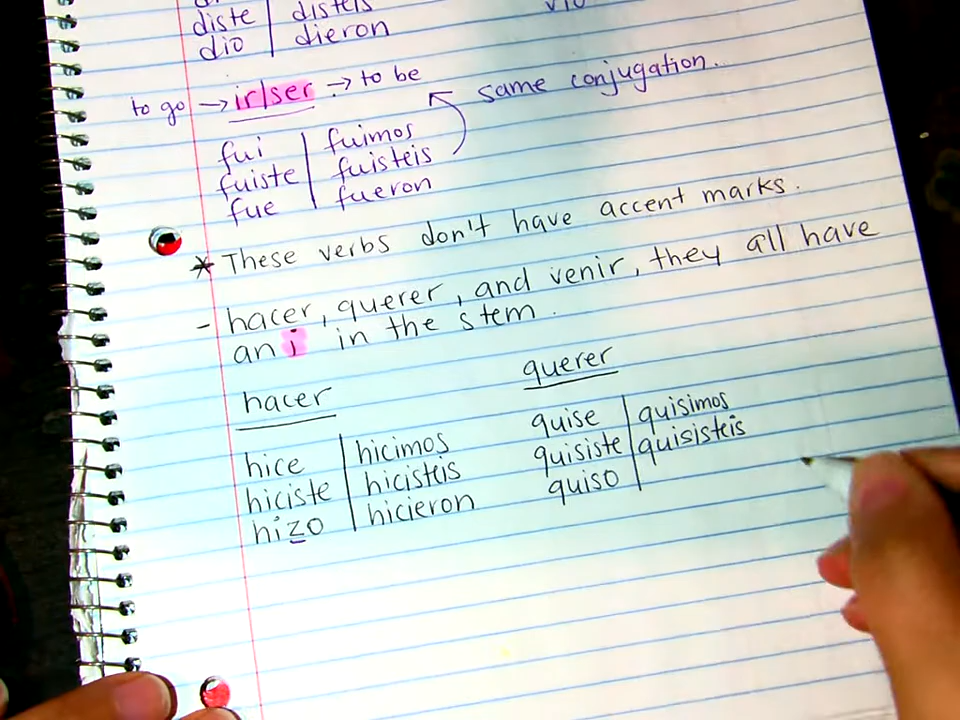 diste | disteis
dio | dieron
to go → ir/ser → to be
same conjugation.
fui | fuimos
fuiste | fuisteis
fue | fueron
* These verbs don't have accent marks.
- hacer, querer, and venir, they all have
an i in the stem.
hacer
hice | hicimos
hiciste | hicisteis
hizo | hicieron
querer
quise | quisimos
quisiste | quisisteis
quiso |